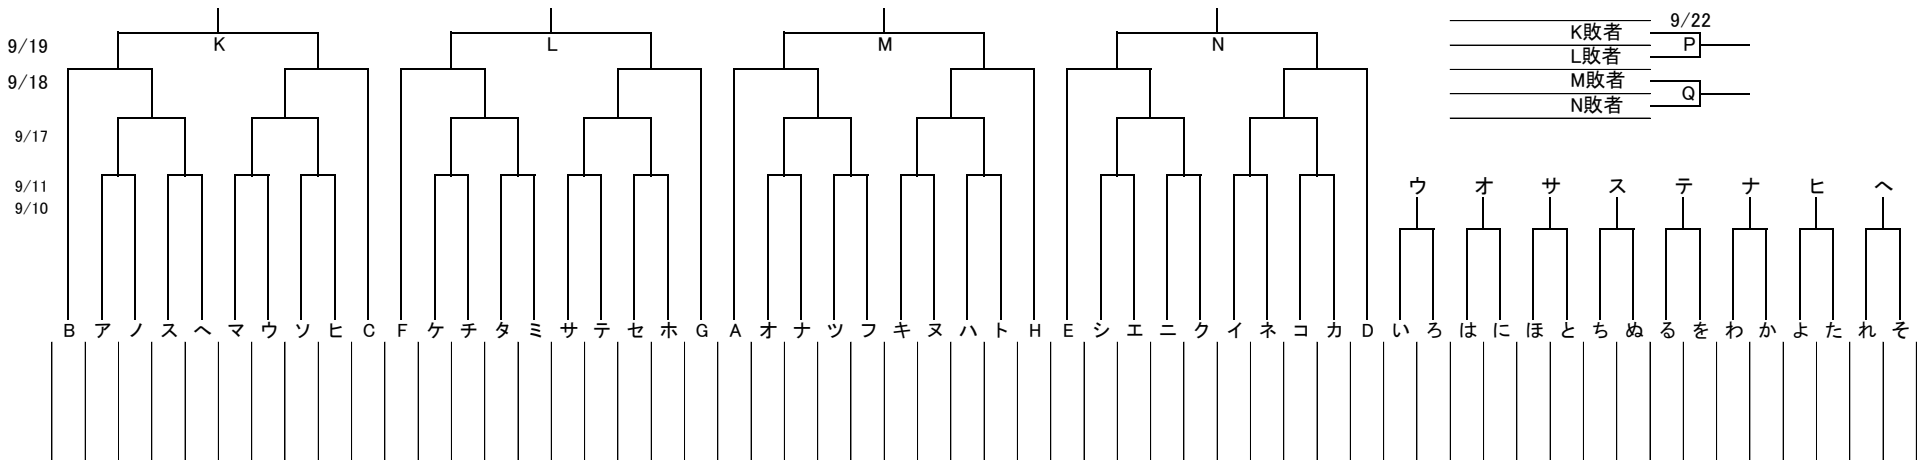 9/22
K L M N K敗者 P
9/19 L敗者
9/18 M敗者 Q
N敗者
9/17
9/11 ウ オ サ ス テ ナ ヒ ヘ
9/10
B ア ノ ス ヘ マ ウ ソ ヒ C F ケ チ タ ミ サ テ セ ホ G A オ ナ ツ フ キ ヌ ハ ト H E シ エ ニ ク イ ネ コ カ D い ろ は に ほ と ち ぬ る を わ か よ た れ そ